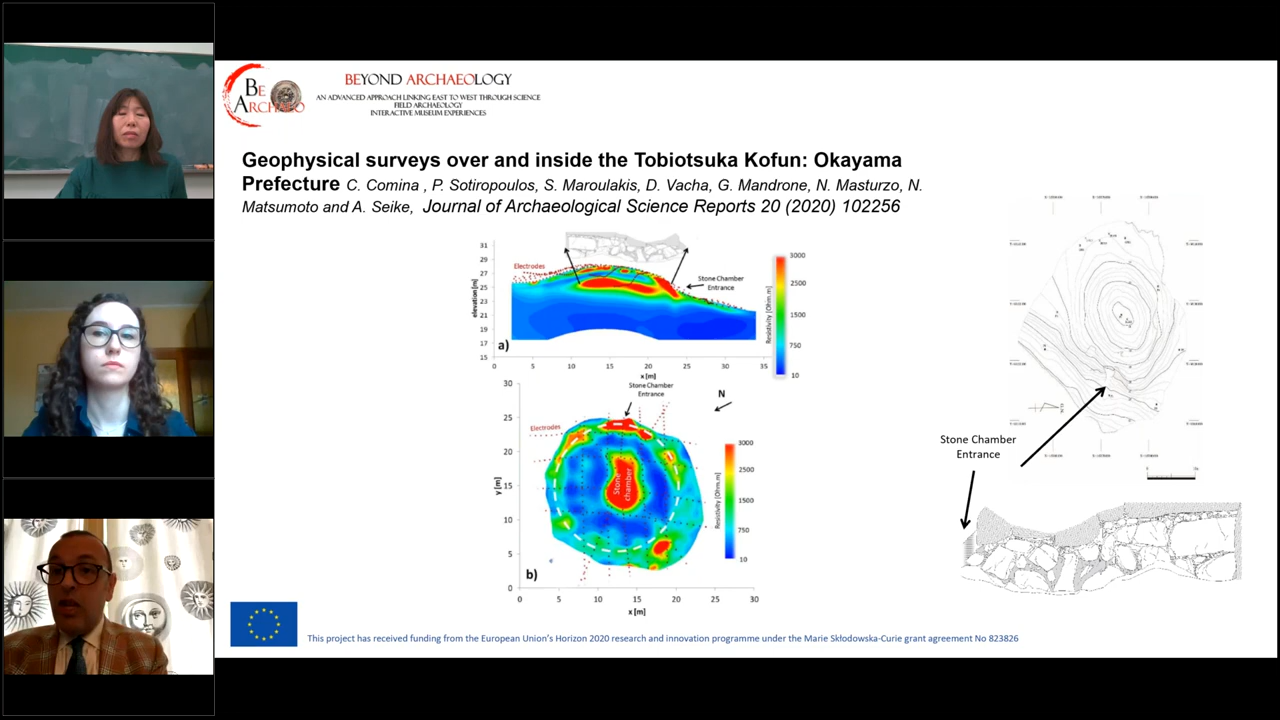 BE
ARCHAEO
BEYOND ARCHAEOLOGY
AN ADVANCED APPROACH LINKING EAST TO WEST THROUGH SCIENCE
FIELD ARCHAEOLOGY
INTERACTIVE MUSEUM EXPERIENCES
Geophysical surveys over and inside the Tobiotsuka Kofun: Okayama
Prefecture C. Comina , P. Sotiropoulos, S. Maroulakis, D. Vacha, G. Mandrone, N. Masturzo, N.
Matsumoto and A. Seike, Journal of Archaeological Science Reports 20 (2020) 102256
31
29
27
25
23
21
19
17
15
elevation [m]
Electrodes
Stone Chamber
Entrance
a)
0 5 10 15 20 25 30 35
x [m]
3000
2500
1500
750
10
Resistivity [Ohm.m]
Stone Chamber
Entrance
N
30
25
20
15
10
5
0
y [m]
Electrodes
Stone
chamber
b)
0 5 10 15 20 25 30
x [m]
3000
2500
1500
750
10
Resistivity [Ohm.m]
Stone Chamber
Entrance
This project has received funding from the European Union's Horizon 2020 research and innovation programme under the Marie Skłodowska-Curie grant agreement No 823826